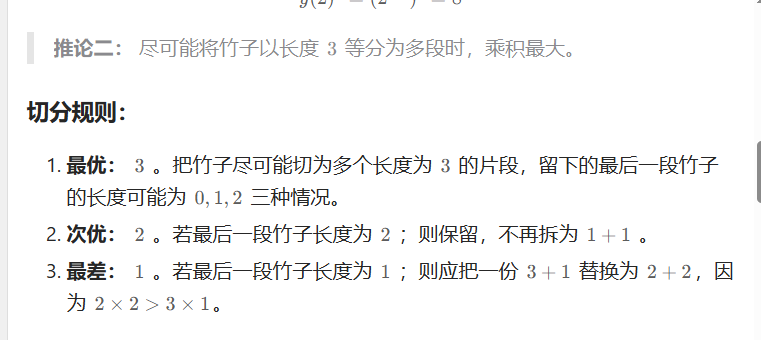 推论二： 尽可能将竹子以长度 3 等分为多段时，乘积最大。
切分规则：
1. 最优： 3 。把竹子尽可能切为多个长度为 3 的片段，留下的最后一段竹子
的长度可能为 0,1,2 三种情况。
2. 次优： 2 。若最后一段竹子长度为 2 ；则保留，不再拆为 1 + 1 。
3. 最差： 1 。若最后一段竹子长度为 1 ；则应把一份 3 + 1 替换为 2 + 2，因
为 2 × 2 > 3 × 1。